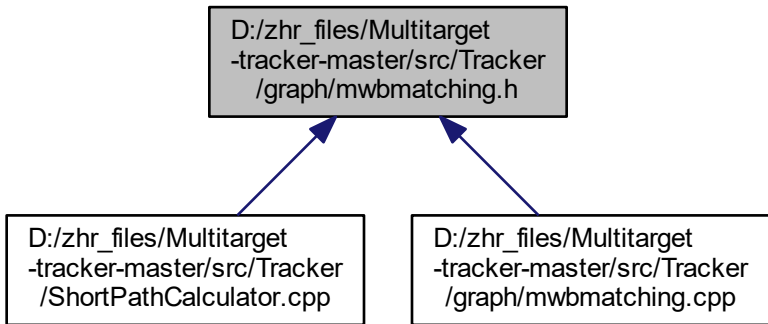 D:/zhr_files/Multitarget
-tracker-master/src/Tracker
/graph/mwbmatching.h
D:/zhr_files/Multitarget
-tracker-master/src/Tracker
/ShortPathCalculator.cpp
D:/zhr_files/Multitarget
-tracker-master/src/Tracker
/graph/mwbmatching.cpp